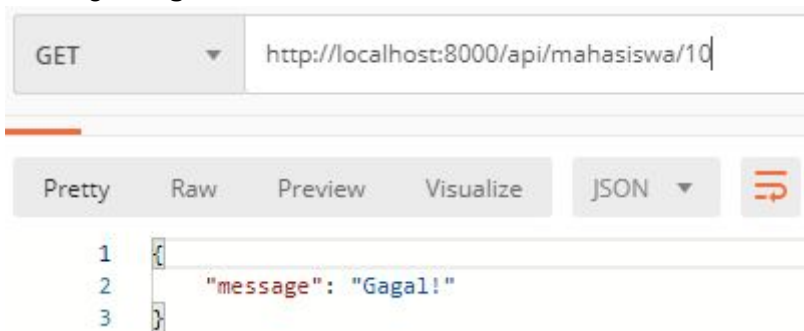 GET http://localhost:8000/api/mahasiswa/10
Pretty Raw Preview Visualize JSON
1 {
2 "message": "Gagal!"
3 }